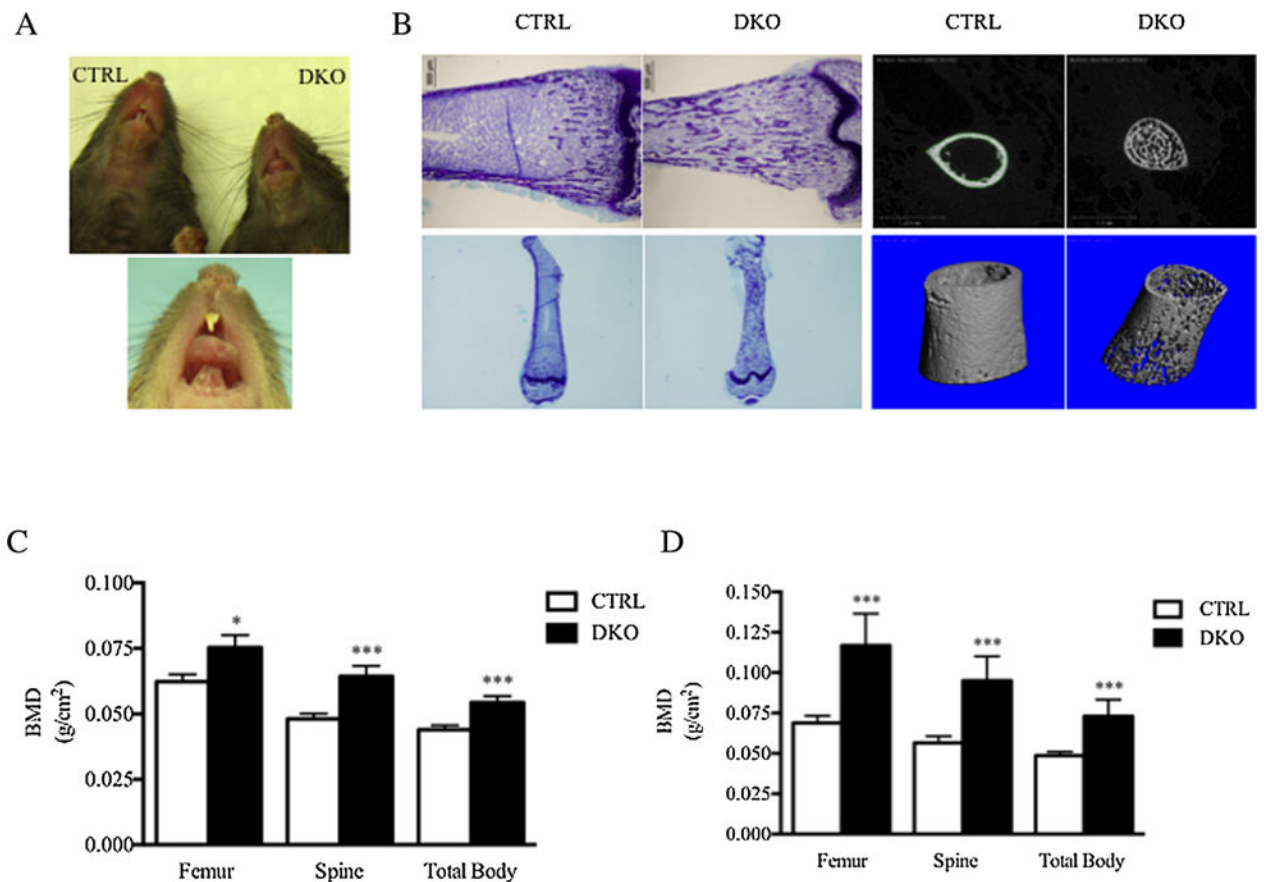 A
CTRL
DKO
B
CTRL
DKO
CTRL
DKO
C
BMD
(g/cm²)
0.100
0.075
0.050
0.025
0.000
*
***
***
Femur
Spine
Total Body
CTRL
DKO
D
BMD
(g/cm²)
0.150
0.125
0.100
0.075
0.050
0.025
0.000
***
***
***
Femur
Spine
Total Body
CTRL
DKO